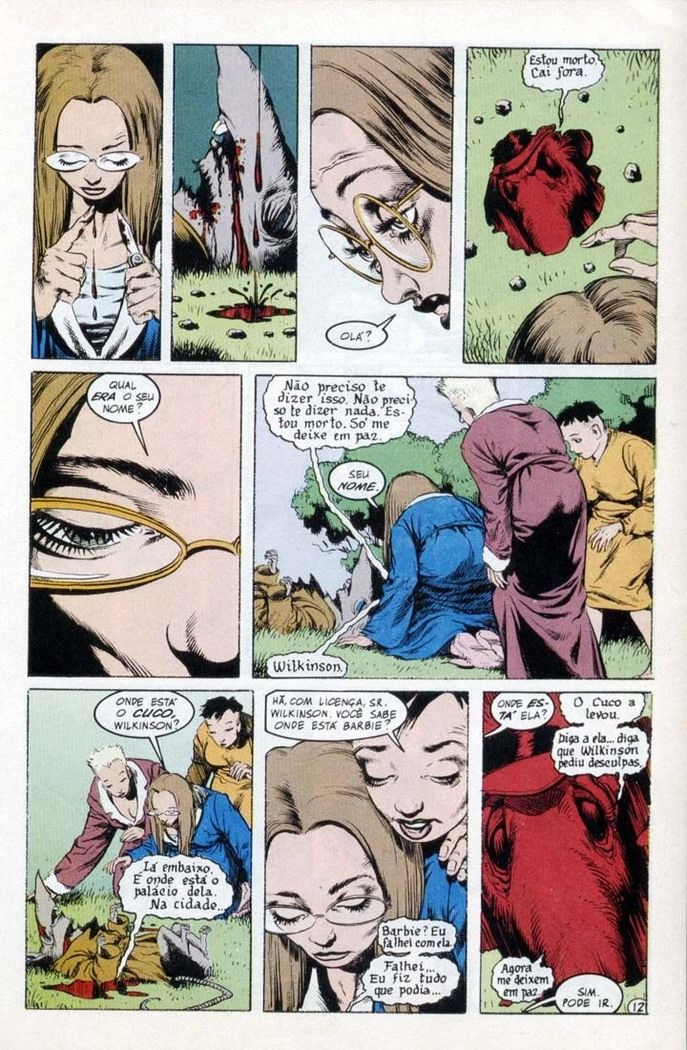 Estou morto.
Cai fora.
OLÁ?
QUAL
ERA O SEU
NOME?
Não preciso te
dizer isso. Não preci-
so te dizer nada. Es-
tou morto. Só me
deixe em paz.
SEU
NOME.
Wilkinson.
ONDE ESTÁ
O CUCO,
WILKINSON?
Lá embaixo.
E onde está o
palácio dela.
Na cidade...
HÃ, COM LICENÇA, SR.
WILKINSON. VOCÊ SABE
ONDE ESTÁ BARBIE?
Barbie? Eu
falhei com ela.
Falhei...
Eu fiz tudo
que podia...
ONDE ES-
TÁ ELA?
O Cuco a
levou.
Diga a ela... diga
que Wilkinson
pediu desculpas.
Agora
me deixem
em paz.
SIM.
PODE IR.
12